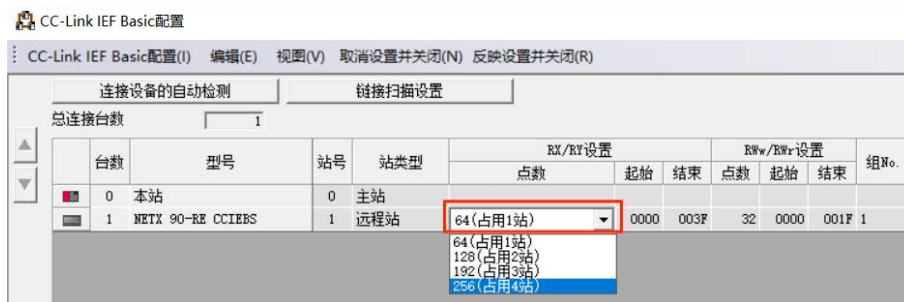 CC-Link IEF Basic配置
CC-Link IEF Basic配置(I) 编辑(E) 视图(V) 取消设置并关闭(N) 反映设置并关闭(R)
连接设备的自动检测 链接扫描设置
总连接台数 1
台数 型号 站号 站类型 RX/RY设置 RWw/RWr设置 组No.
点数 起始 结束 点数 起始 结束
0 本站 0 主站
1 NETX 90-RE CCIEBS 1 远程站 64(占用1站) 0000 003F 32 0000 001F 1
64(占用1站)
128(占用2站)
192(占用3站)
256(占用4站)